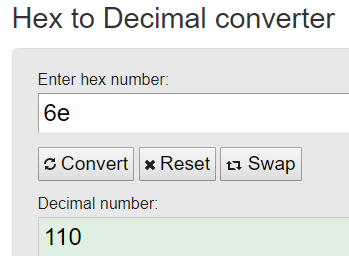 Hex to Decimal converter
Enter hex number:
6e
Convert Reset Swap
Decimal number:
110